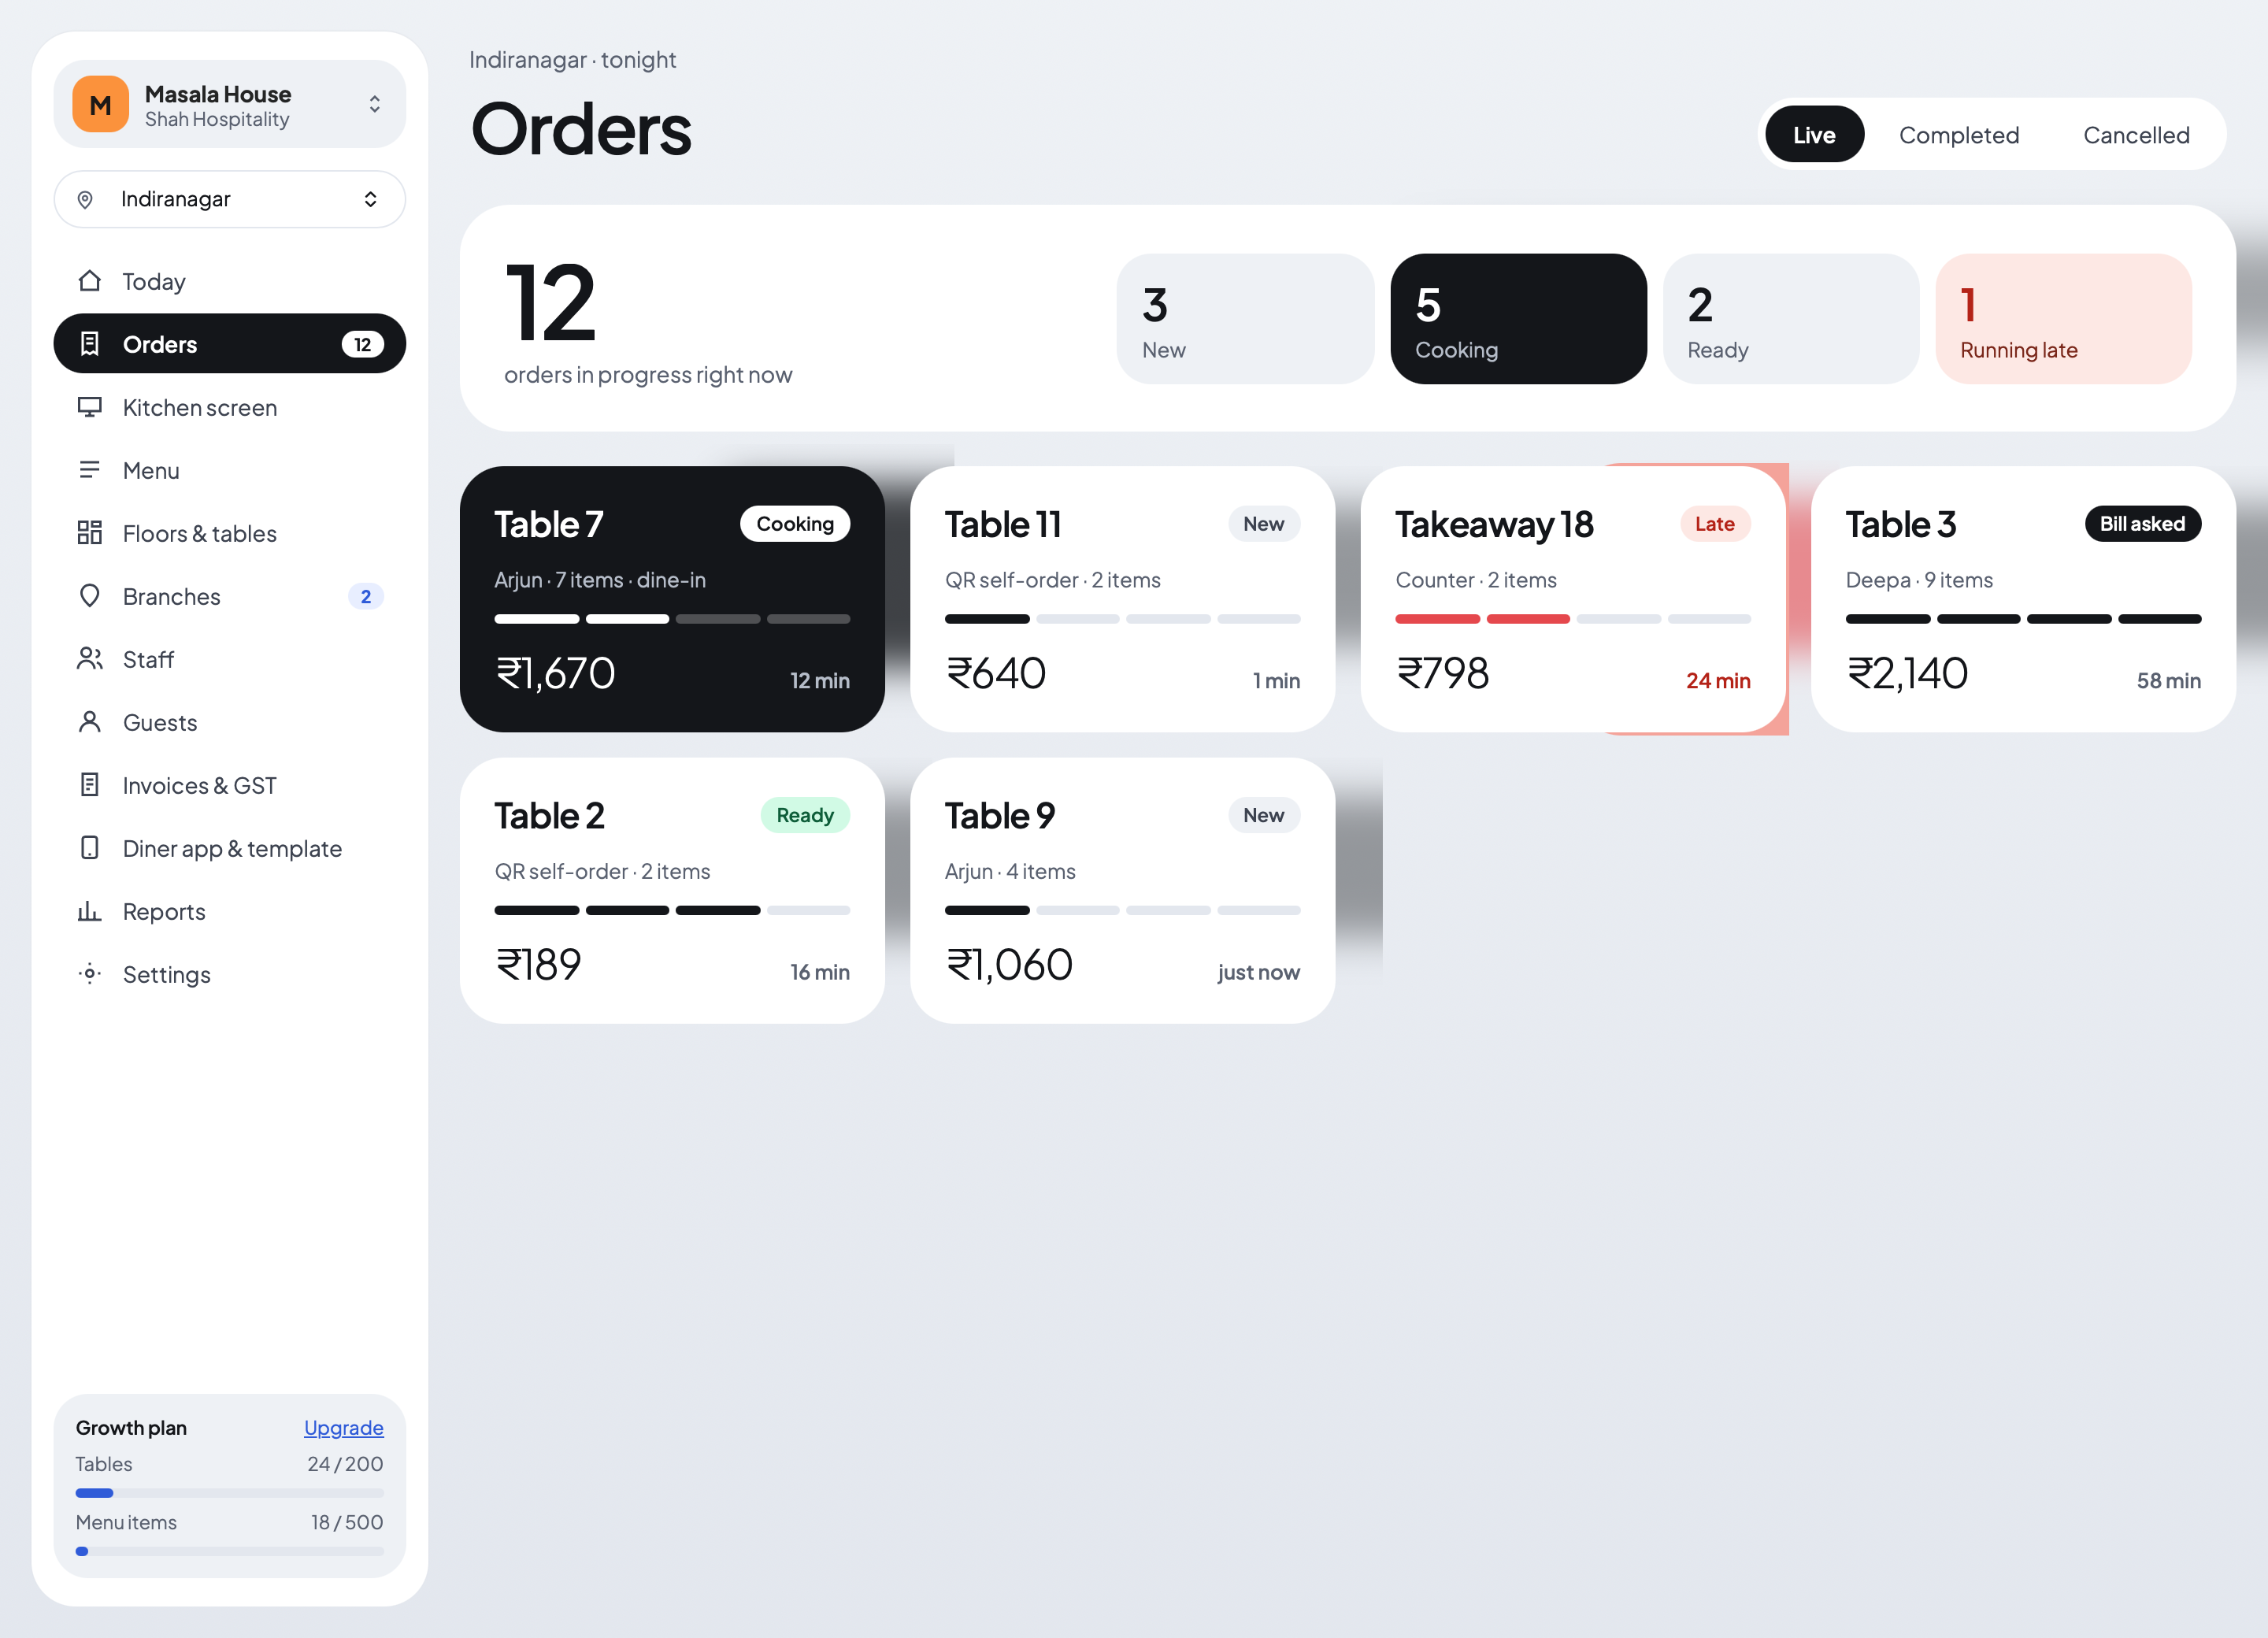 M
Masala House
Shah Hospitality
Indiranagar
Today
Orders 12
Kitchen screen
Menu
Floors & tables
Branches 2
Staff
Guests
Invoices & GST
Diner app & template
Reports
Settings
Growth plan Upgrade
Tables 24 / 200
Menu items 18 / 500
Indiranagar · tonight
Orders
Live Completed Cancelled
12
orders in progress right now
3
New
5
Cooking
2
Ready
1
Running late
Table 7 Cooking
Arjun · 7 items · dine-in
₹1,670 12 min
Table 11 New
QR self-order · 2 items
₹640 1 min
Takeaway 18 Late
Counter · 2 items
₹798 24 min
Table 3 Bill asked
Deepa · 9 items
₹2,140 58 min
Table 2 Ready
QR self-order · 2 items
₹189 16 min
Table 9 New
Arjun · 4 items
₹1,060 just now